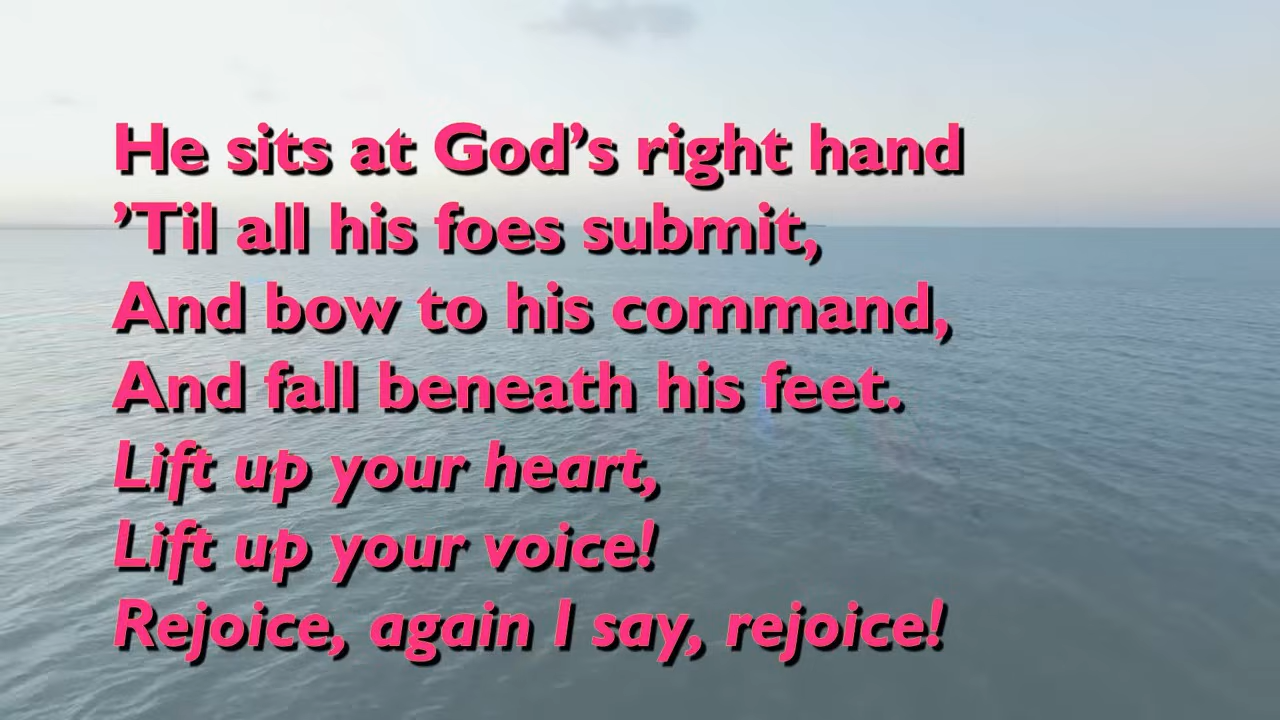 He sits at God’s right hand
’Til all his foes submit,
And bow to his command,
And fall beneath his feet.
Lift up your heart,
Lift up your voice!
Rejoice, again I say, rejoice!